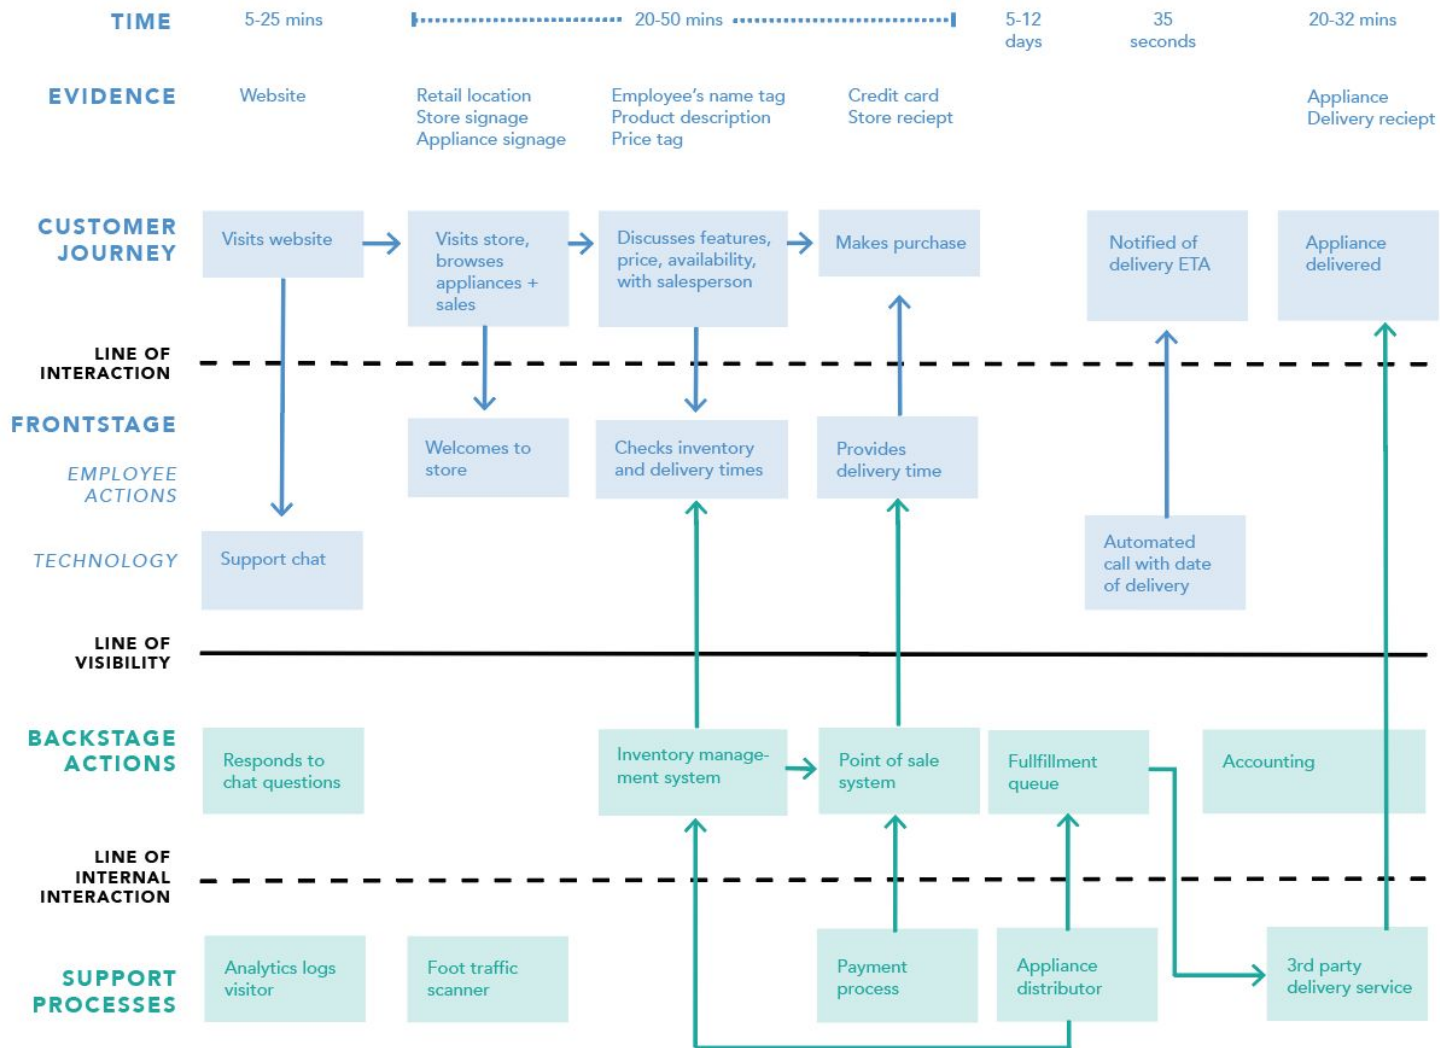 TIME
5-25 mins
20-50 mins
5-12
days
35
seconds
20-32 mins
EVIDENCE
Website
Retail location
Store signage
Appliance signage
Employee's name tag
Product description
Price tag
Credit card
Store reciept
Appliance
Delivery reciept
CUSTOMER
JOURNEY
Visits website
Visits store,
browses
appliances +
sales
Discusses features,
price, availability,
with salesperson
Makes purchase
Notified of
delivery ETA
Appliance
delivered
LINE OF
INTERACTION
FRONTSTAGE
EMPLOYEE
ACTIONS
Welcomes to
store
Checks inventory
and delivery times
Provides
delivery time
TECHNOLOGY
Support chat
Automated
call with date
of delivery
LINE OF
VISIBILITY
BACKSTAGE
ACTIONS
Responds to
chat questions
Inventory manage-
ment system
Point of sale
system
Fullfillment
queue
Accounting
LINE OF
INTERNAL
INTERACTION
SUPPORT
PROCESSES
Analytics logs
visitor
Foot traffic
scanner
Payment
process
Appliance
distributor
3rd party
delivery service